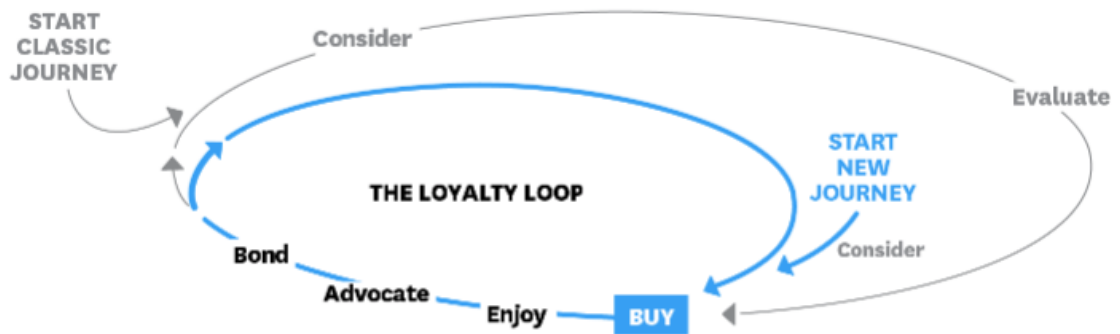 START
CLASSIC
JOURNEY
Consider
Evaluate
START
NEW
JOURNEY
Consider
THE LOYALTY LOOP
Bond
Advocate
Enjoy
BUY